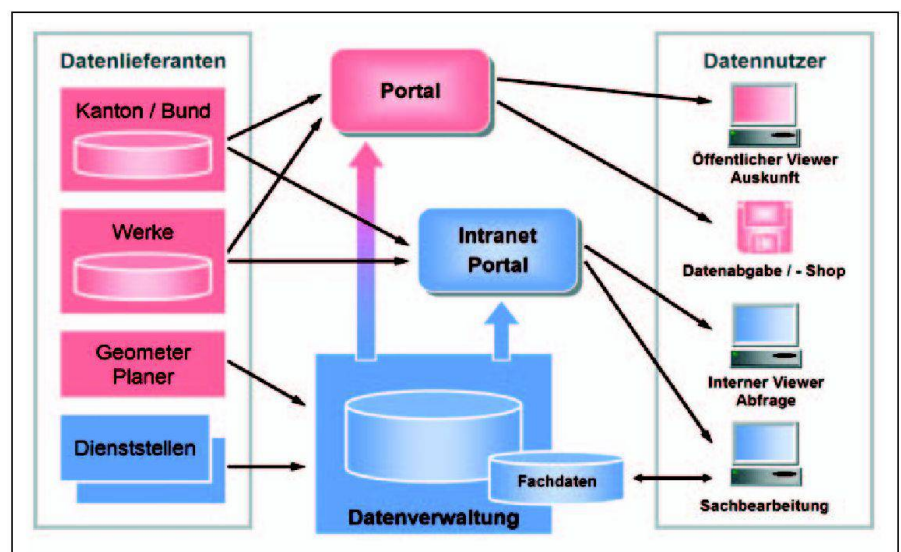 Datenlieferanten
Kanton / Bund
Werke
Geometer
Planer
Dienststellen
Portal
Intranet
Portal
Fachdaten
Datenverwaltung
Datennutzer
Öffentlicher Viewer
Auskunft
Datenabgabe / - Shop
Interner Viewer
Abfrage
Sachbearbeitung